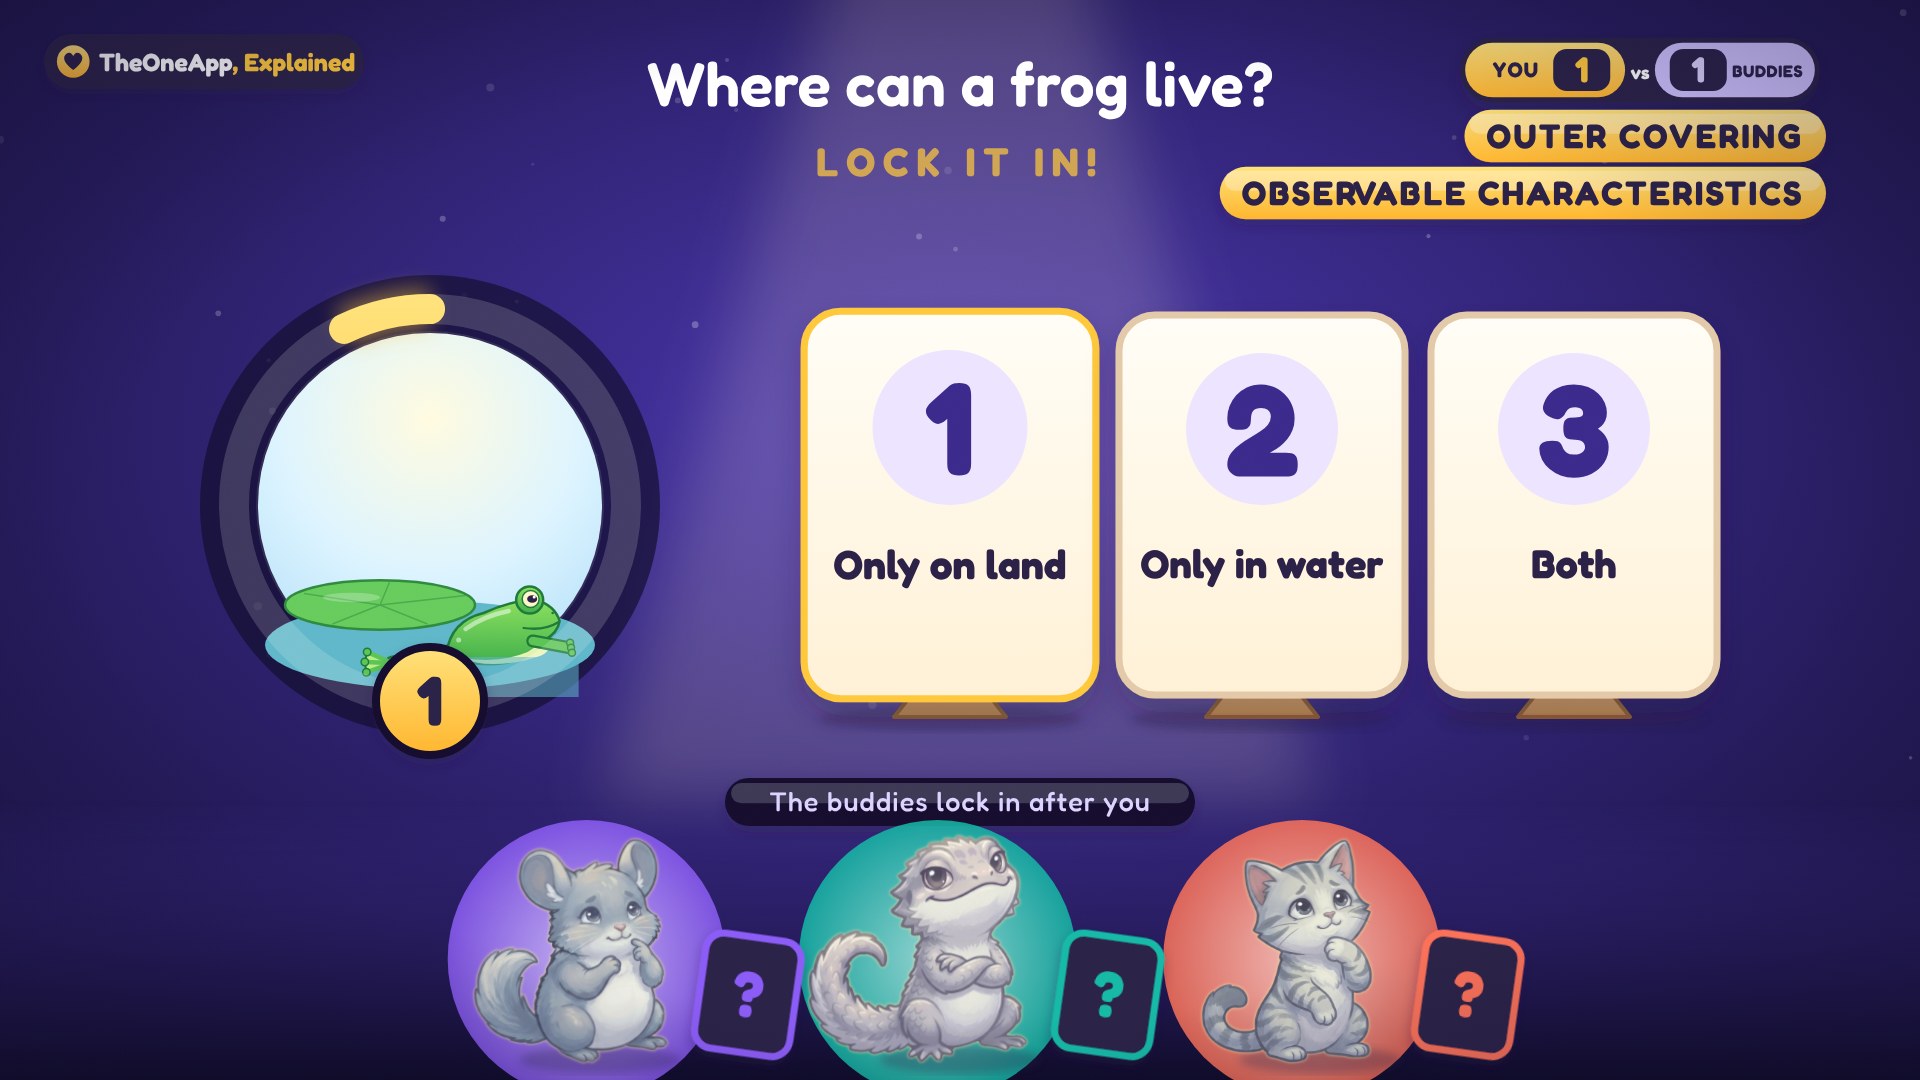 TheOneApp, Explained
Where can a frog live?
LOCK IT IN!
YOU 1 vs 1 BUDDIES
OUTER COVERING
OBSERVABLE CHARACTERISTICS
1
1 2 3
Only on land Only in water Both
The buddies lock in after you
? ? ?